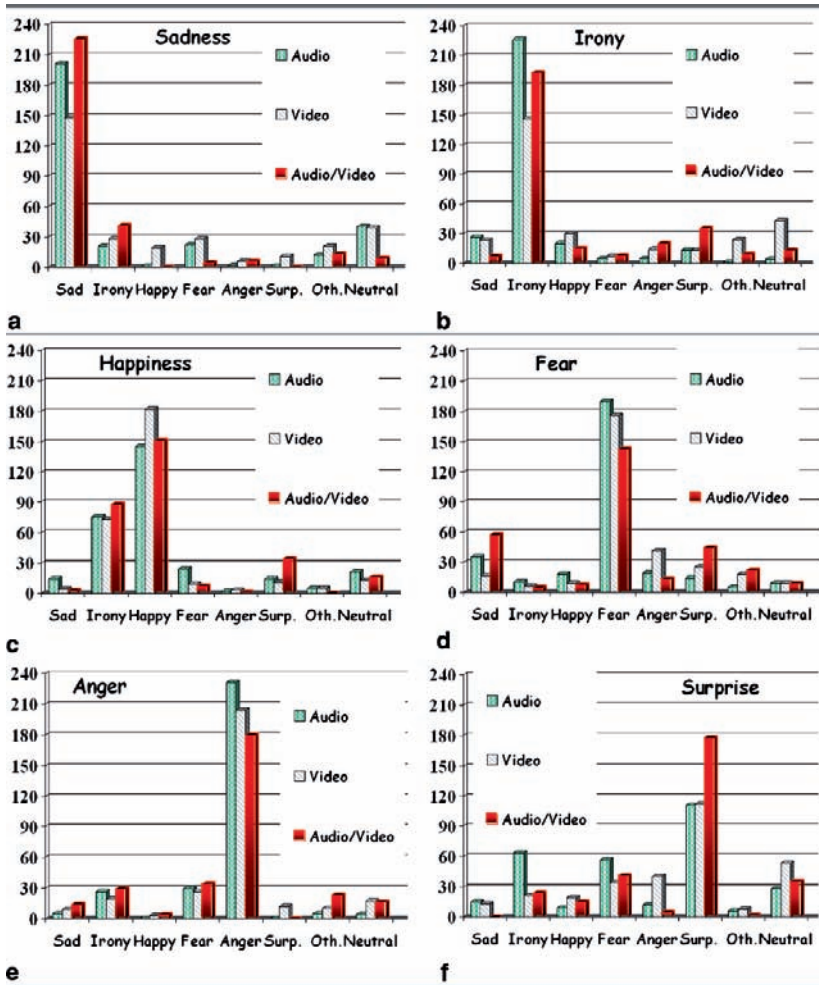 Sadness
240
210
180
150
120
90
60
30
0
Audio
Video
Audio/Video
Sad Irony Happy Fear Anger Surp. Oth. Neutral
a
Irony
240
210
180
150
120
90
60
30
0
Audio
Video
Audio/Video
Sad Irony Happy Fear Anger Surp. Oth. Neutral
b
Happiness
240
210
180
150
120
90
60
30
0
Audio
Video
Audio/Video
Sad Irony Happy Fear Anger Surp. Oth. Neutral
c
Fear
240
210
180
150
120
90
60
30
0
Audio
Video
Audio/Video
Sad Irony Happy Fear Anger Surp. Oth. Neutral
d
Anger
240
210
180
150
120
90
60
30
0
Audio
Video
Audio/Video
Sad Irony Happy Fear Anger Surp. Oth. Neutral
e
Surprise
240
210
180
150
120
90
60
30
0
Audio
Video
Audio/Video
Sad Irony Happy Fear Anger Surp. Oth. Neutral
f